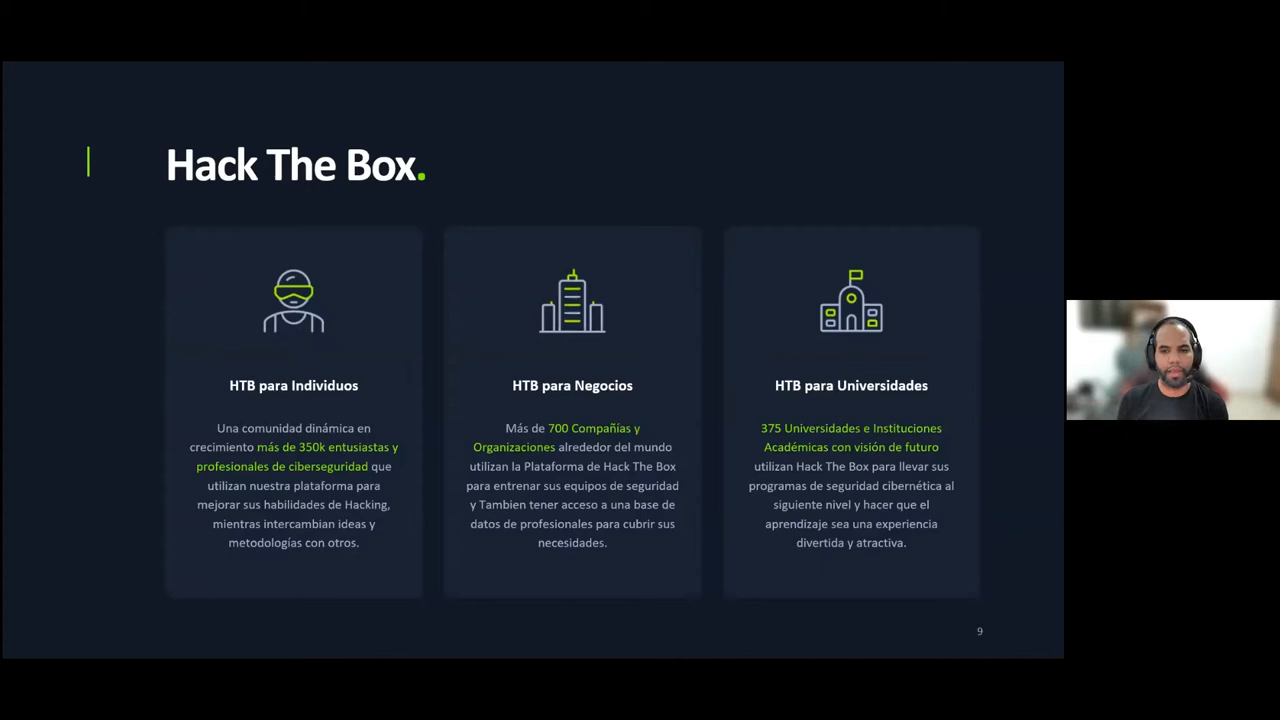 Hack The Box.
HTB para Individuos
Una comunidad dinámica en
crecimiento más de 350k entusiastas y
profesionales de ciberseguridad que
utilizan nuestra plataforma para
mejorar sus habilidades de Hacking,
mientras intercambian ideas y
metodologías con otros.
HTB para Negocios
Más de 700 Compañías y
Organizaciones alrededor del mundo
utilizan la Plataforma de Hack The Box
para entrenar sus equipos de seguridad
y Tambien tener acceso a una base de
datos de profesionales para cubrir sus
necesidades.
HTB para Universidades
375 Universidades e Instituciones
Académicas con visión de futuro
utilizan Hack The Box para llevar sus
programas de seguridad cibernética al
siguiente nivel y hacer que el
aprendizaje sea una experiencia
divertida y atractiva.
9